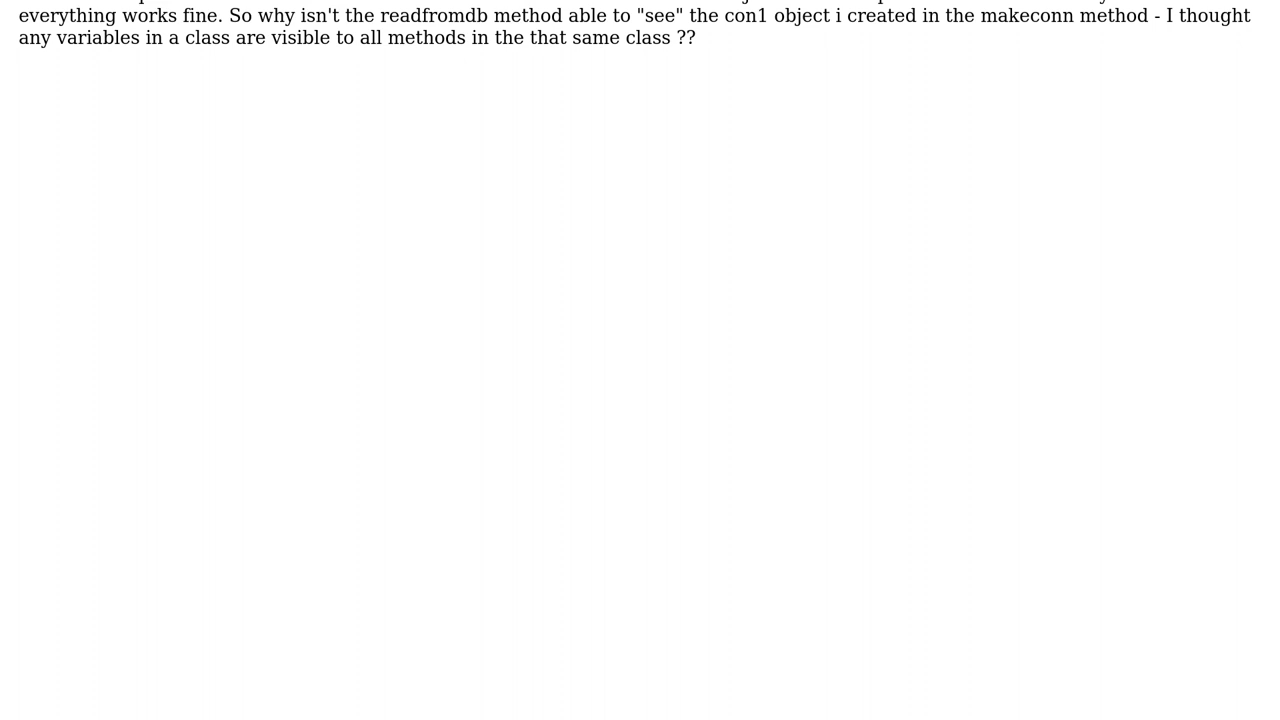 everything works fine. So why isn't the readfromdb method able to "see" the con1 object i created in the makeconn method - I thought
any variables in a class are visible to all methods in the that same class ??